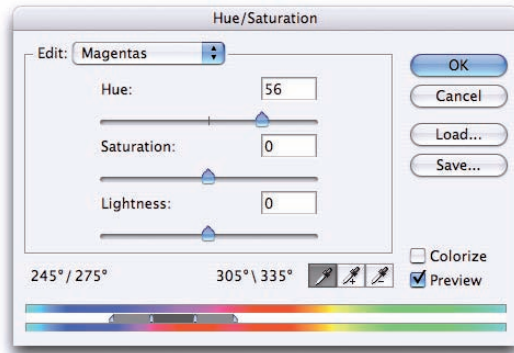 Hue/Saturation
Edit: Magentas
OK
Hue: 56
Cancel
Saturation: 0
Load...
Save...
Lightness: 0
Colorize
245°/275° 305°\335°
Preview